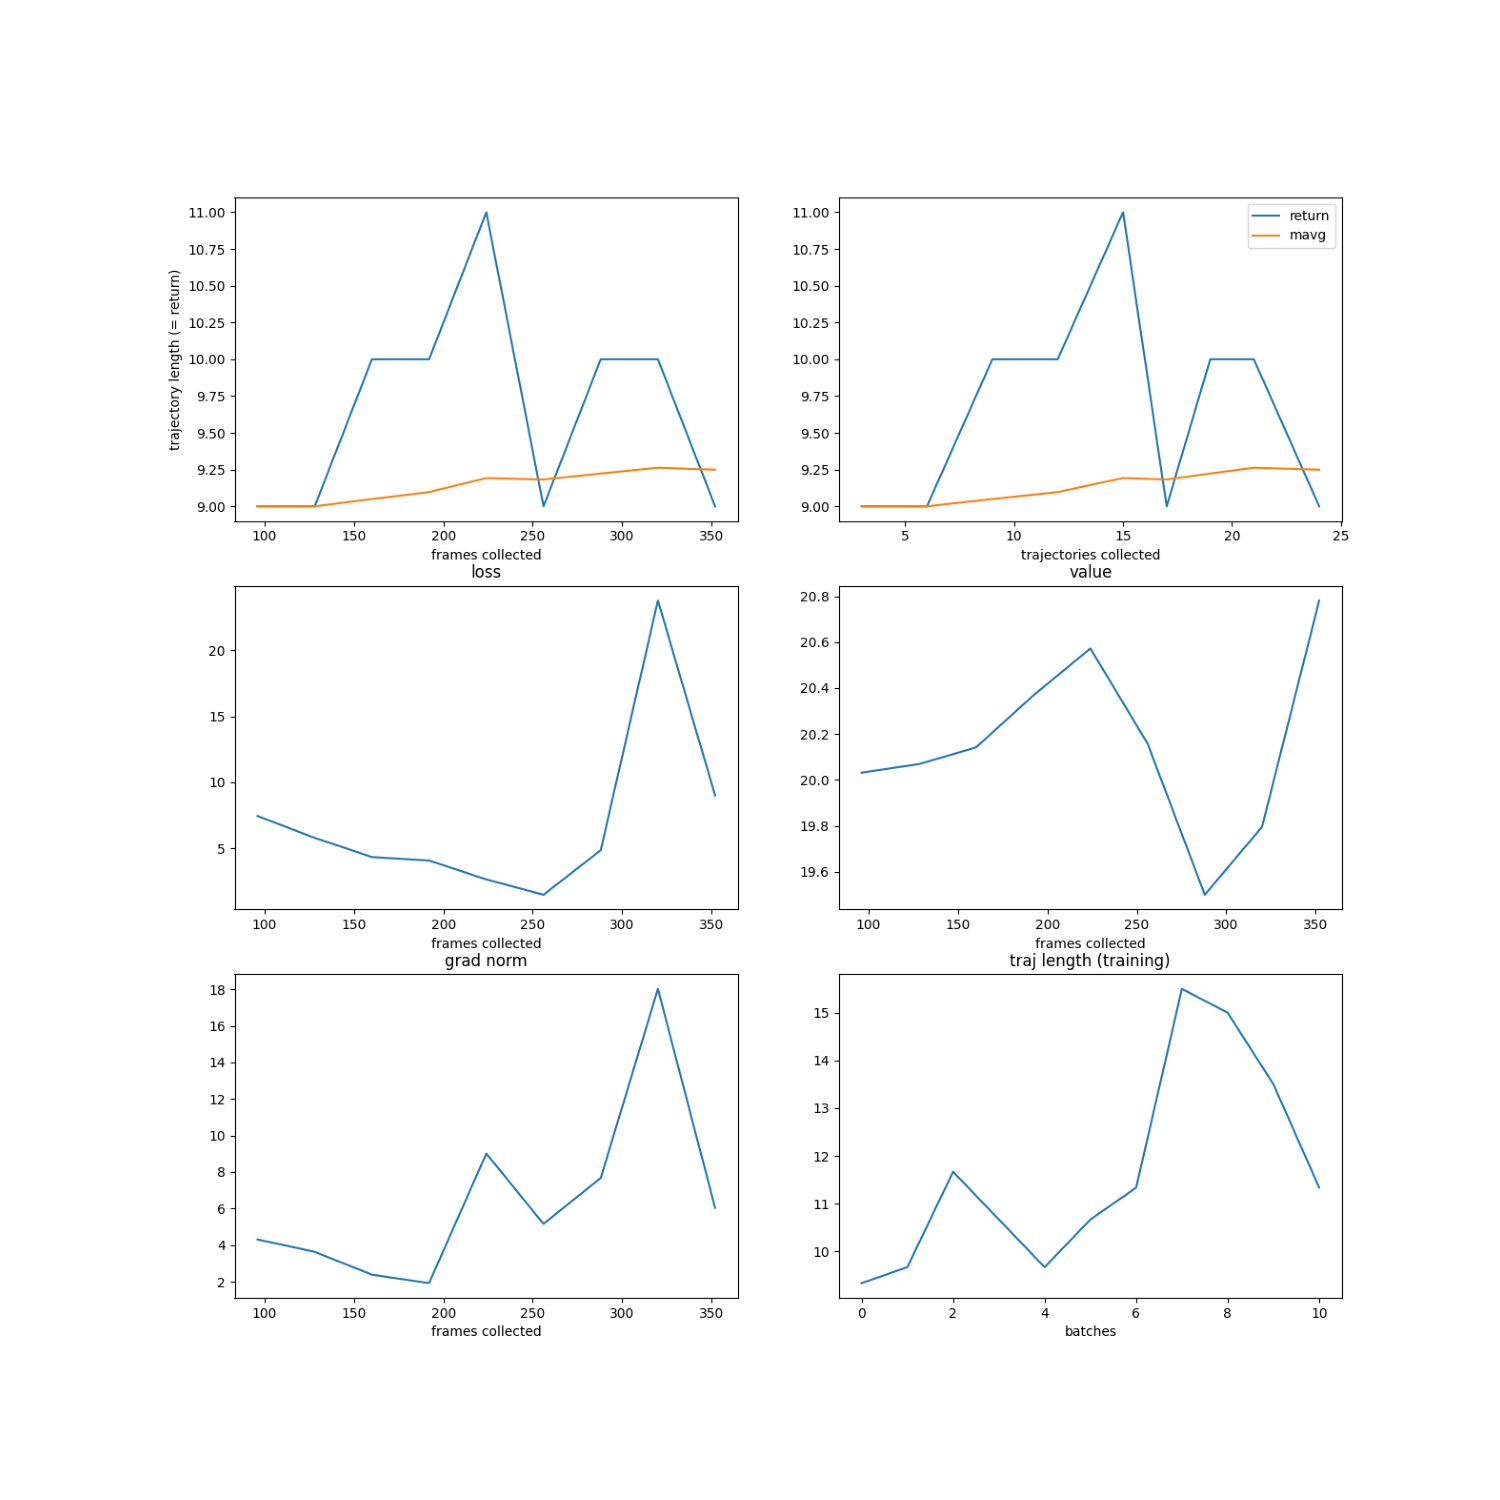 11.00
10.75
10.50
10.25
10.00
9.75
9.50
9.25
9.00
trajectory length (= return)
100 150 200 250 300 350
frames collected
11.00
10.75
10.50
10.25
10.00
9.75
9.50
9.25
9.00
return
mavg
5 10 15 20 25
trajectories collected
loss
20
15
10
5
100 150 200 250 300 350
frames collected
value
20.8
20.6
20.4
20.2
20.0
19.8
19.6
100 150 200 250 300 350
frames collected
grad norm
18
16
14
12
10
8
6
4
2
100 150 200 250 300 350
frames collected
traj length (training)
15
14
13
12
11
10
0 2 4 6 8 10
batches